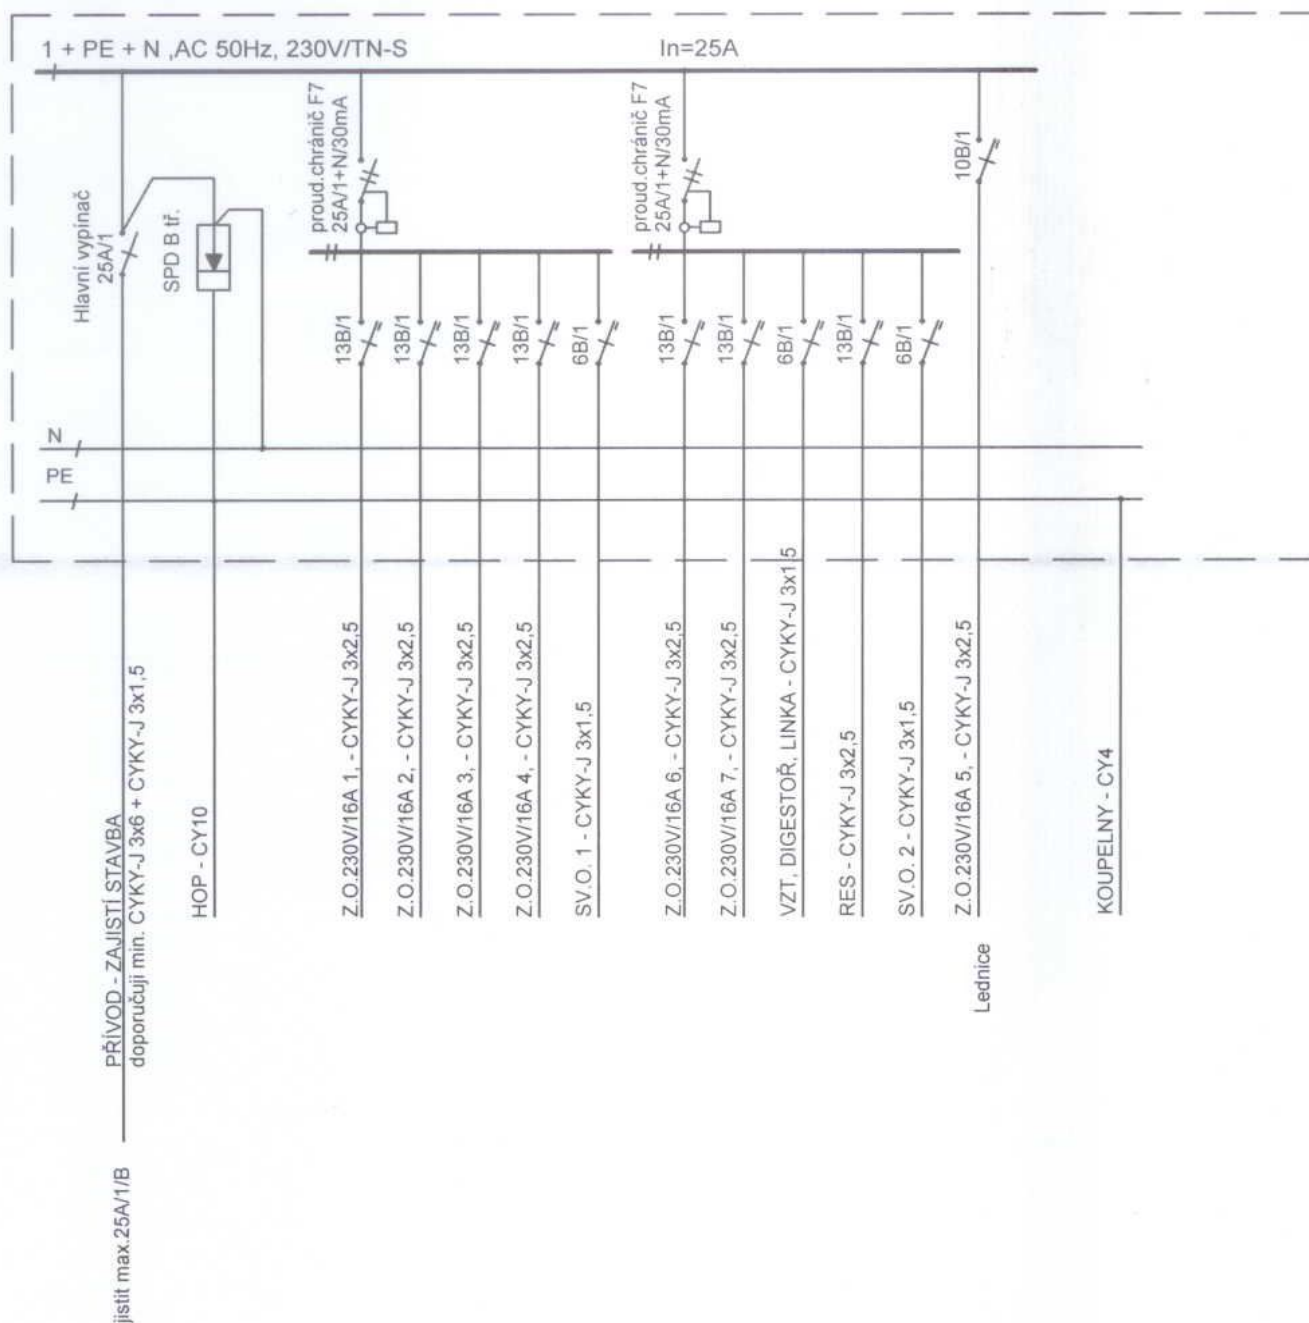 1 + PE + N ,AC 50Hz, 230V/TN-S
In=25A
Hlavní vypínač
25A/1
SPD B tř.
proud.chránič F7
25A/1+N/30mA
proud.chránič F7
25A/1+N/30mA
10B/1
13B/1
13B/1
13B/1
13B/1
6B/1
13B/1
13B/1
6B/1
13B/1
6B/1
N
PE
PŘÍVOD - ZAJISTÍ STAVBA
doporučuji min. CYKY-J 3x6 + CYKY-J 3x1,5
HOP - CY10
Z.O.230V/16A 1, - CYKY-J 3x2,5
Z.O.230V/16A 2, - CYKY-J 3x2,5
Z.O.230V/16A 3, - CYKY-J 3x2,5
Z.O.230V/16A 4, - CYKY-J 3x2,5
SV.O. 1 - CYKY-J 3x1,5
Z.O.230V/16A 6, - CYKY-J 3x2,5
Z.O.230V/16A 7, - CYKY-J 3x2,5
VZT, DIGESTOŘ, LINKA - CYKY-J 3x1,5
RES - CYKY-J 3x2,5
SV.O. 2 - CYKY-J 3x1,5
Z.O.230V/16A 5, - CYKY-J 3x2,5
Lednice
KOUPELNY - CY4
jistit max.25A/1/B